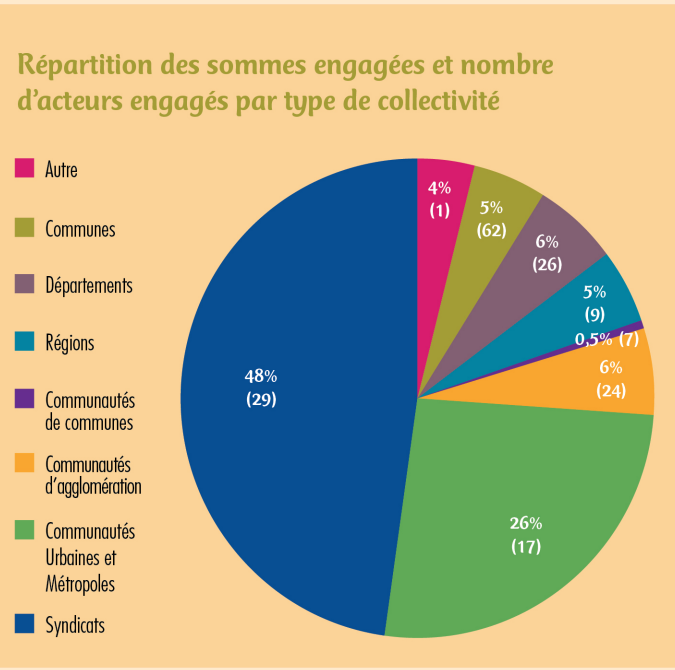 Répartition des sommes engagées et nombre
d'acteurs engagés par type de collectivité
Autre
Communes
Départements
Régions
Communautés
de communes
Communautés
d'agglomération
Communautés
Urbaines et
Métropoles
Syndicats
4%
(1)
5%
(62)
6%
(26)
5%
(9)
0,5% (7)
6%
(24)
26%
(17)
48%
(29)